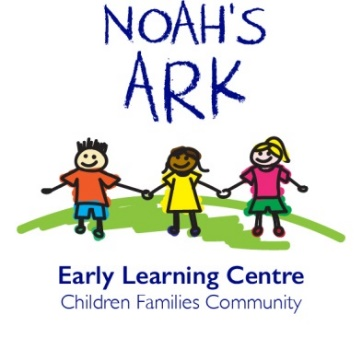 NOAH'S
ARK
Early Learning Centre
Children Families Community